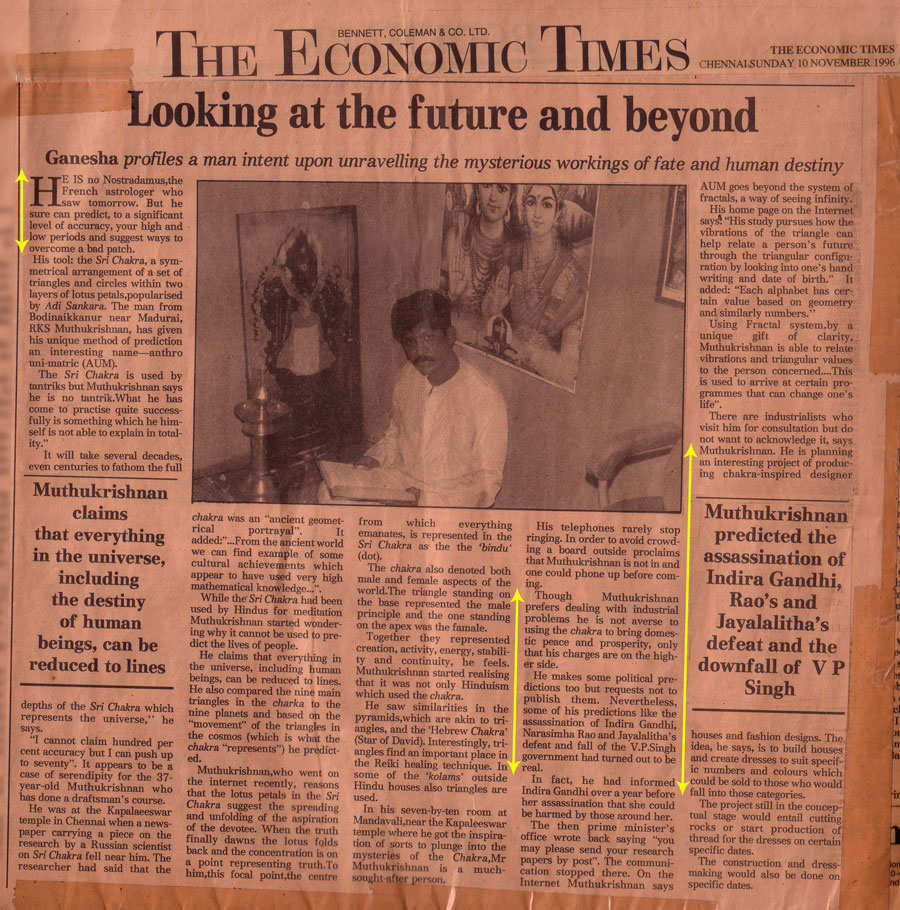 BENNETT, COLEMAN & CO. LTD.
THE ECONOMIC TIMES
THE ECONOMIC TIMES
CHENNAI-SUNDAY 10 NOVEMBER 1996
Looking at the future and beyond
Ganesha profiles a man intent upon unravelling the mysterious workings of fate and human destiny
HE IS no Nostradamus,the
French astrologer who
saw tomorrow. But he
sure can predict, to a significant
level of accuracy, your high and
low periods and suggest ways to
overcome a bad patch.
His tool: the Sri Chakra, a sym-
metrical arrangement of a set of
triangles and circles within two
layers of lotus petals,popularised
by Adi Sankara. The man from
Bodinaikkanur near Madurai,
RKS Muthukrishnan, has given
his unique method of prediction
an interesting name—anthro
uni-matric (AUM).
The Sri Chakra is used by
tantriks but Muthukrishnan says
he is no tantrik.What he has
come to practise quite success-
fully is something which he him-
self is not able to explain in total-
ity."
It will take several decades,
even centuries to fathom the full
Muthukrishnan
claims
that everything
in the universe,
including
the destiny
of human
beings, can be
reduced to lines
depths of the Sri Chakra which
represents the universe,'' he
says.
"I cannot claim hundred per
cent accuracy but I can push up
to seventy". It appears to be a
case of serendipity for the 37-
year-old Muthukrishnan who
has done a draftsman's course.
He was at the Kapalaeeswar
temple in Chennai when a news-
paper carrying a piece on the
research by a Russian scientist
on Sri Chakra fell near him. The
researcher had said that the
chakra was an "ancient geomet-
rical portrayal". It
added:"...From the ancient world
we can find example of some
cultural achievements which
appear to have used very high
mathematical knowledge...".
While the Sri Chakra had been
used by Hindus for meditation
Muthukrishnan started wonder-
ing why it cannot be used to pre-
dict the lives of people.
He claims that everything in
the universe, including human
beings, can be reduced to lines.
He also compared the nine main
triangles in the charka to the
nine planets and based on the
"movement" of the triangles in
the cosmos (which is what the
chakra "represents") he predict-
ed.
Muthukrishnan,who went on
the internet recently, reasons
that the lotus petals in the Sri
Chakra suggest the spreading
and unfolding of the aspiration
of the devotee. When the truth
finally dawns the lotus folds
back and the concentration is on
a point representing truth.To
him,this focal point,the centre
from which everything
emanates, is represented in the
Sri Chakra as the the 'bindu'
(dot).
The chakra also denoted both
male and female aspects of the
world.The triangle standing on
the base represented the male
principle and the one standing
on the apex was the famale.
Together they represented
creation, activity, energy, stabili-
ty and continuity, he feels.
Muthukrishnan started realising
that it was not only Hinduism
which used the chakra.
He saw similarities in the
pyramids,which are akin to tri-
angles, and the 'Hebrew Chakra'
(Star of David). Interestingly, tri-
angles find an important place in
the Reiki healing technique. In
some of the 'kolams' outside
Hindu houses also triangles are
used.
In his seven-by-ten room at
Mandavali,near the Kapaleeswar
temple where he got the inspira-
tion of sorts to plunge into the
mysteries of the Chakra,Mr
Muthukrishnan is a much-
sought-after person.
His telephones rarely stop
ringing. In order to avoid crowd-
ing a board outside proclaims
that Muthukrishnan is not in and
one could phone up before com-
ing.
Though Muthukrishnan
prefers dealing with industrial
problems he is not averse to
using the chakra to bring domes-
tic peace and prosperity, only
that his charges are on the high-
er side.
He makes some political pre-
dictions too but requests not to
publish them. Nevertheless,
some of his predictions like the
assassination of Indira Gandhi,
Narasimha Rao and Jayalalitha's
defeat and fall of the V.P.Singh
government had turned out to be
real.
In fact, he had informed
Indira Gandhi over a year before
her assassination that she could
be harmed by those around her.
The then prime minister's
office wrote back saying "you
may please send your research
papers by post". The communi-
cation stopped there. On the
Internet Muthukrishnan says
AUM goes beyond the system of
fractals, a way of seeing infinity.
His home page on the Internet
says: "His study pursues how the
vibrations of the triangle can
help relate a person's future
through the triangular configu-
ration by looking into one's hand
writing and date of birth." It
added: "Each alphabet has cer-
tain value based on geometry
and similarly numbers."
Using Fractal system,by a
unique gift of clarity,
Muthukrishnan is able to relate
vibrations and triangular values
to the person concerned....This
is used to arrive at certain pro-
grammes that can change one's
life".
There are industrialists who
visit him for consultation but do
not want to acknowledge it, says
Muthukrishnan. He is planning
an interesting project of produc-
ing chakra-inspired designer
Muthukrishnan
predicted the
assassination of
Indira Gandhi,
Rao's and
Jayalalitha's
defeat and the
downfall of V P
Singh
houses and fashion designs. The
idea, he says, is to build houses
and create dresses to suit specif-
ic numbers and colours which
could be sold to those who would
fall into those categories.
The project still in the concep-
tual stage would entail cutting
rocks or start production of
thread for the dresses on certain
specific dates.
The construction and dress-
making would also be done on
specific dates.